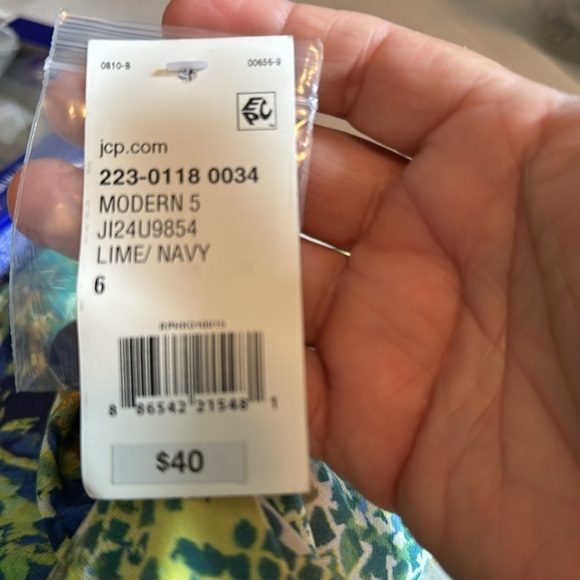 0810-8 00656-9
EPC
jcp.com
223-0118 0034
MODERN 5
JI24U9854
LIME/ NAVY
6
8 86542 21548 1
$40